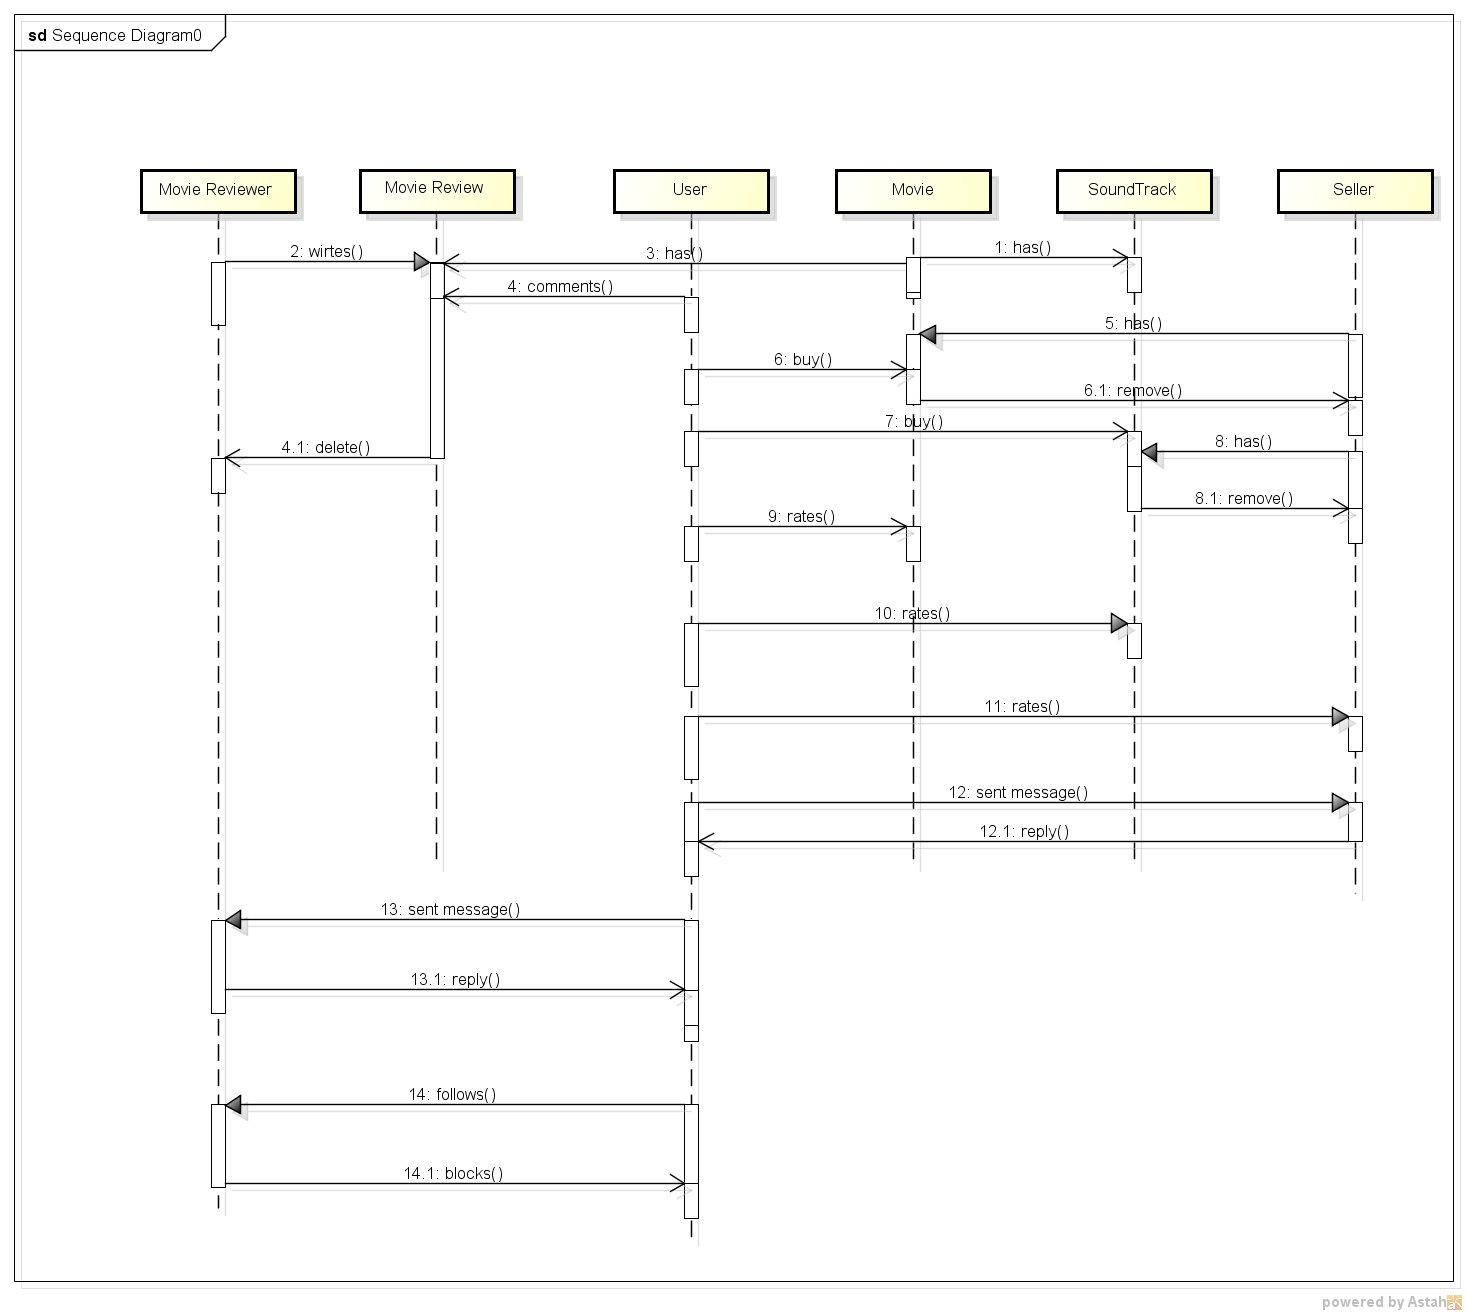 sd Sequence Diagram0
Movie Reviewer
Movie Review
User
Movie
SoundTrack
Seller
2: wirtes()
3: has()
1: has()
4: comments()
5: has()
6: buy()
6.1: remove()
7: buy()
4.1: delete()
8: has()
8.1: remove()
9: rates()
10: rates()
11: rates()
12: sent message()
12.1: reply()
13: sent message()
13.1: reply()
14: follows()
14.1: blocks()
powered by Astah